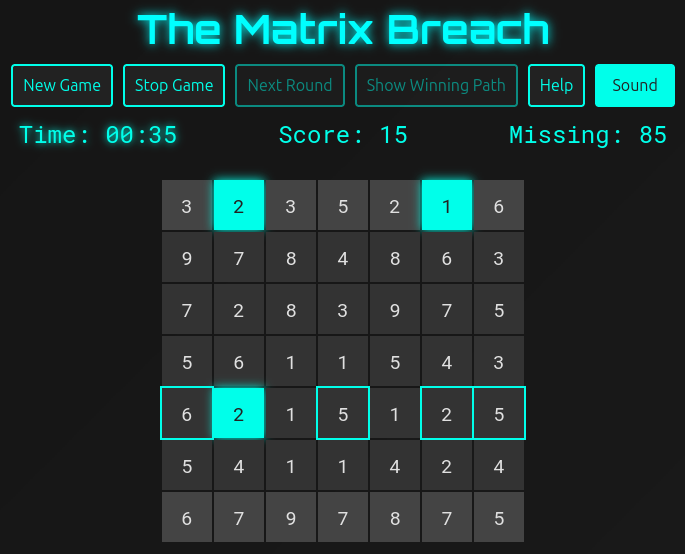 The Matrix Breach
New Game Stop Game Next Round Show Winning Path Help Sound
Time: 00:35 Score: 15 Missing: 85
3 2 3 5 2 1 6
9 7 8 4 8 6 3
7 2 8 3 9 7 5
5 6 1 1 5 4 3
6 2 1 5 1 2 5
5 4 1 1 4 2 4
6 7 9 7 8 7 5